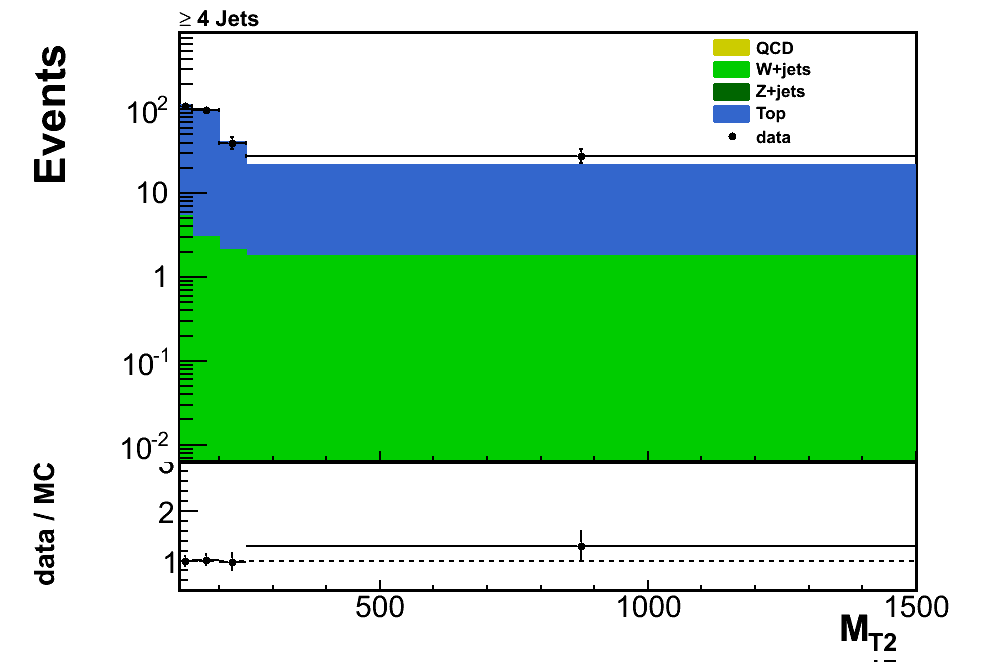 ≥ 4 Jets
Events
10²
10
1
10⁻¹
10⁻²
QCD
W+jets
Z+jets
Top
data
data / MC
3
2
1
500
1000
1500
M_T2